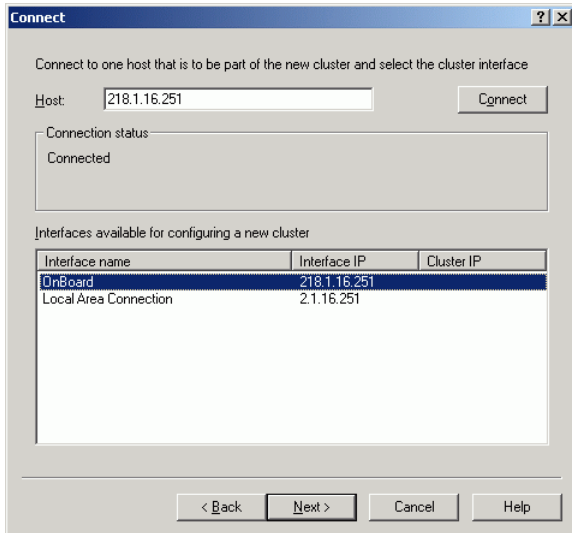 Connect
Connect to one host that is to be part of the new cluster and select the cluster interface
Host: 218.1.16.251 Connect
Connection status
Connected
Interfaces available for configuring a new cluster
Interface name Interface IP Cluster IP
OnBoard 218.1.16.251
Local Area Connection 2.1.16.251
< Back Next > Cancel Help